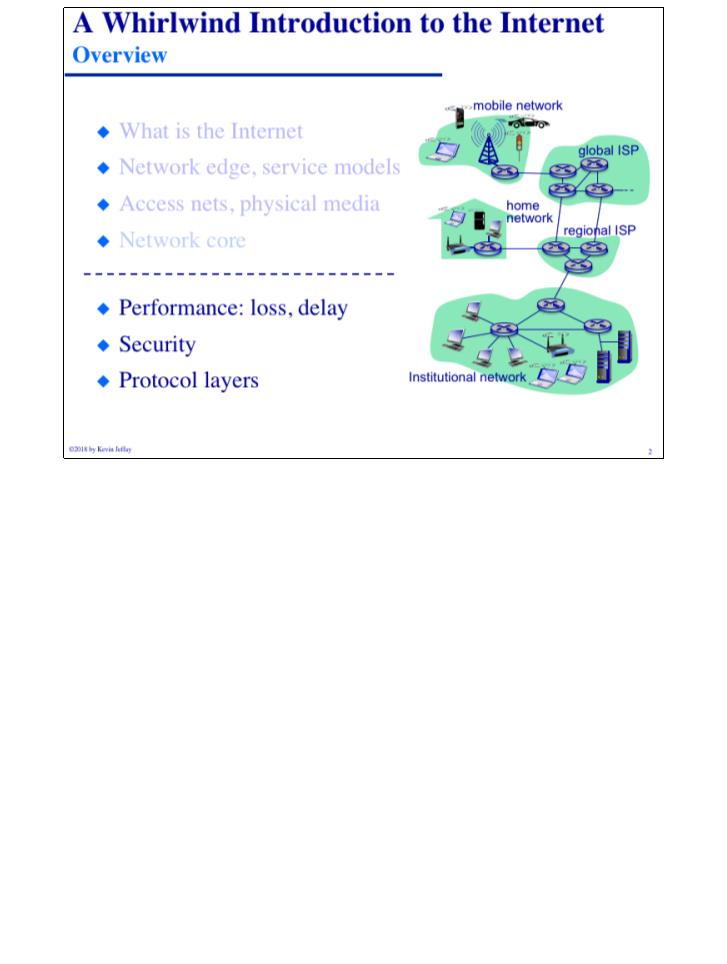 A Whirlwind Introduction to the Internet
Overview
What is the Internet
Network edge, service models
Access nets, physical media
Network core
Performance: loss, delay
Security
Protocol layers
mobile network
global ISP
home
network
regional ISP
Institutional network
©2018 by Kevin Jeffay
2